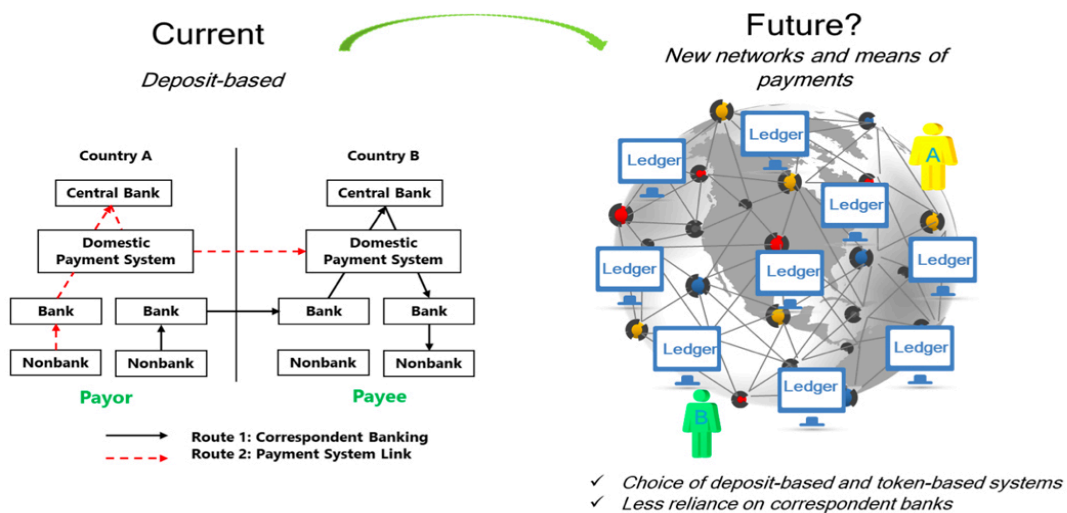 Current
Deposit-based
Country A
Country B
Central Bank
Central Bank
Domestic
Payment System
Domestic
Payment System
Bank
Bank
Bank
Bank
Nonbank
Nonbank
Nonbank
Nonbank
Payor
Payee
Route 1: Correspondent Banking
Route 2: Payment System Link
Future?
New networks and means of
payments
Ledger
Ledger
A
Ledger
Ledger
Ledger
Ledger
Ledger
Ledger
Ledger
B
✓ Choice of deposit-based and token-based systems
✓ Less reliance on correspondent banks